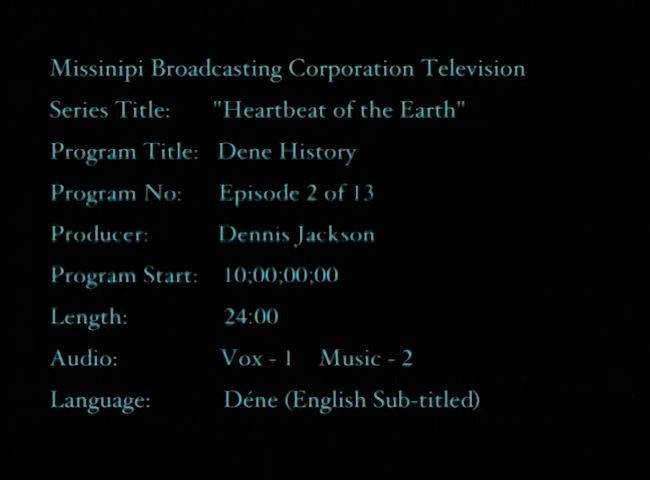 Missinipi Broadcasting Corporation Television
Series Title: "Heartbeat of the Earth"
Program Title: Dene History
Program No: Episode 2 of 13
Producer: Dennis Jackson
Program Start: 10;00;00;00
Length: 24:00
Audio: Vox - 1 Music - 2
Language: Déne (English Sub-titled)